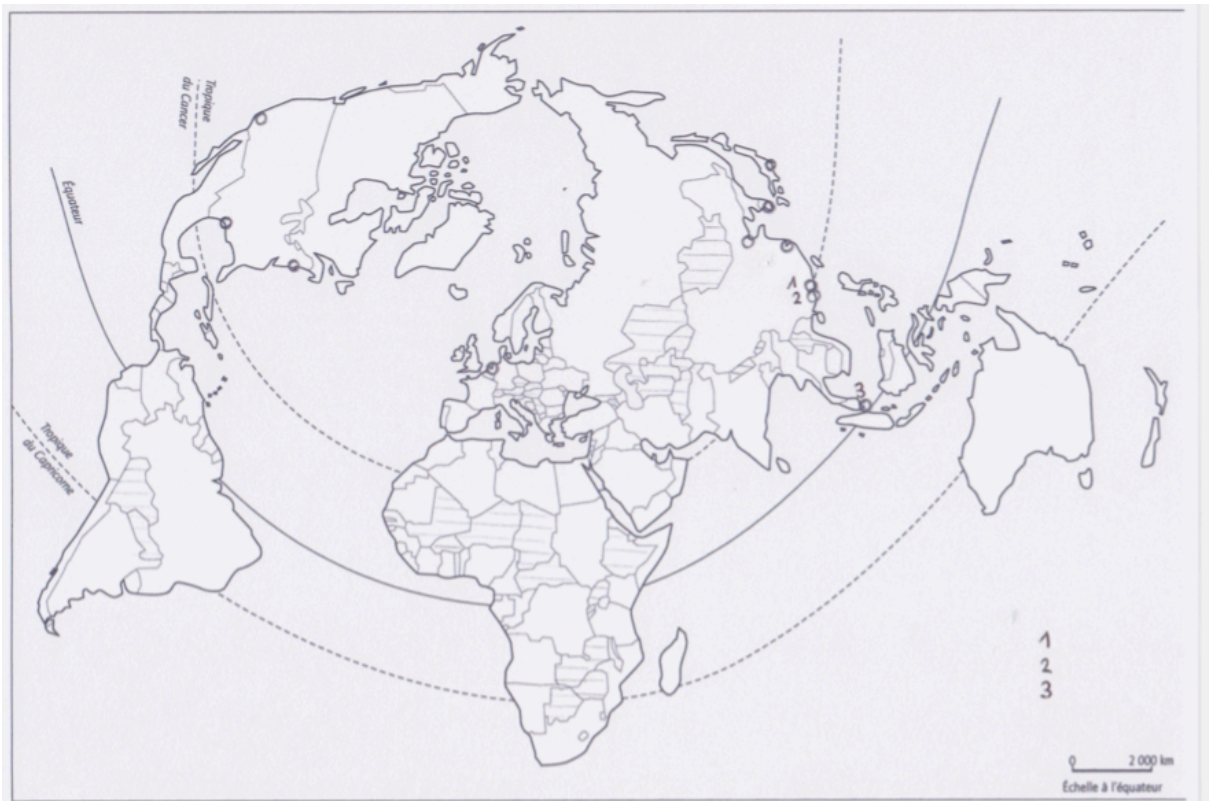 Tropique
du Cancer
Équateur
Tropique
du Capricorne
1
2
3
1
2
3
0 2 000 km
Échelle à l'équateur